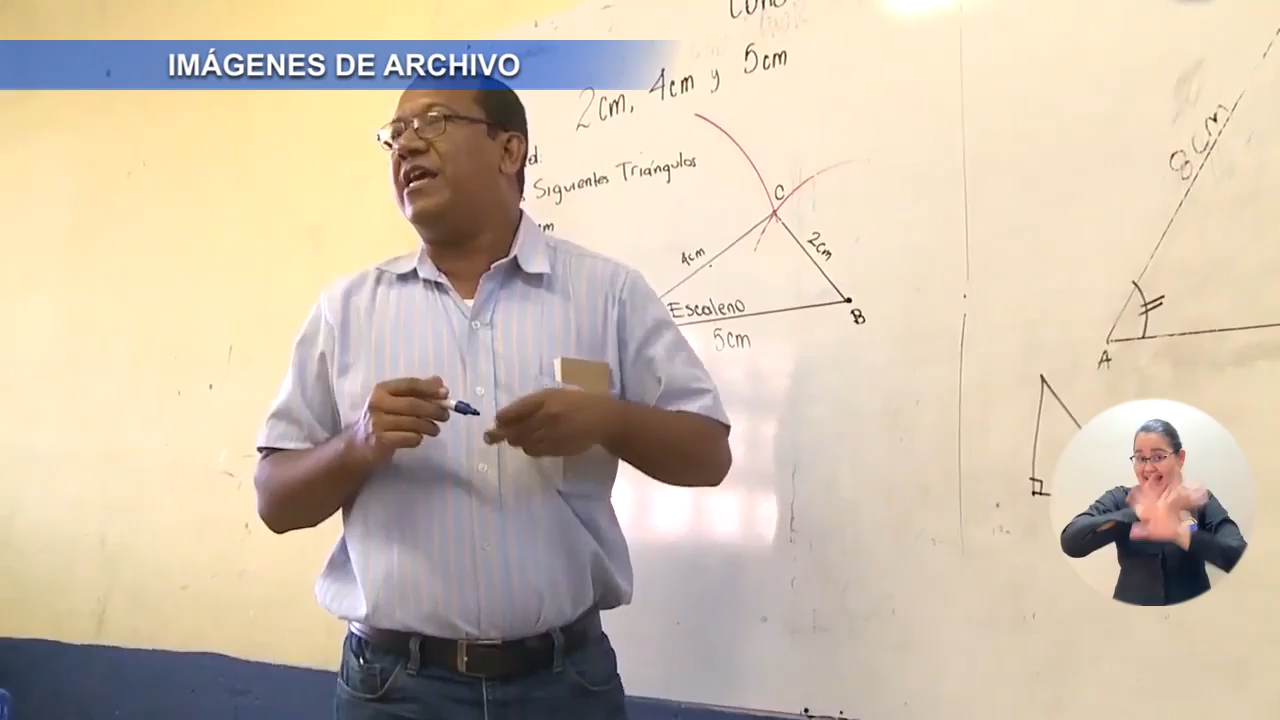 IMÁGENES DE ARCHIVO
2cm, 4cm y 5cm
Siguientes Triángulos
C
4cm
2cm
Escaleno
5cm
B
8cm
A